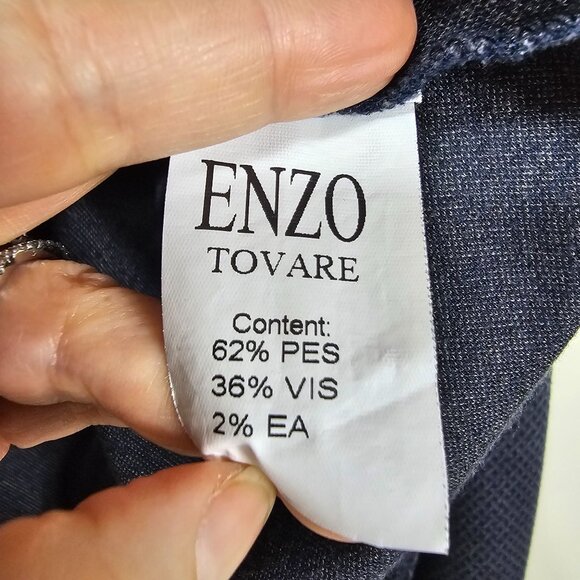 ENZO
TOVARE
Content:
62% PES
36% VIS
2% EA